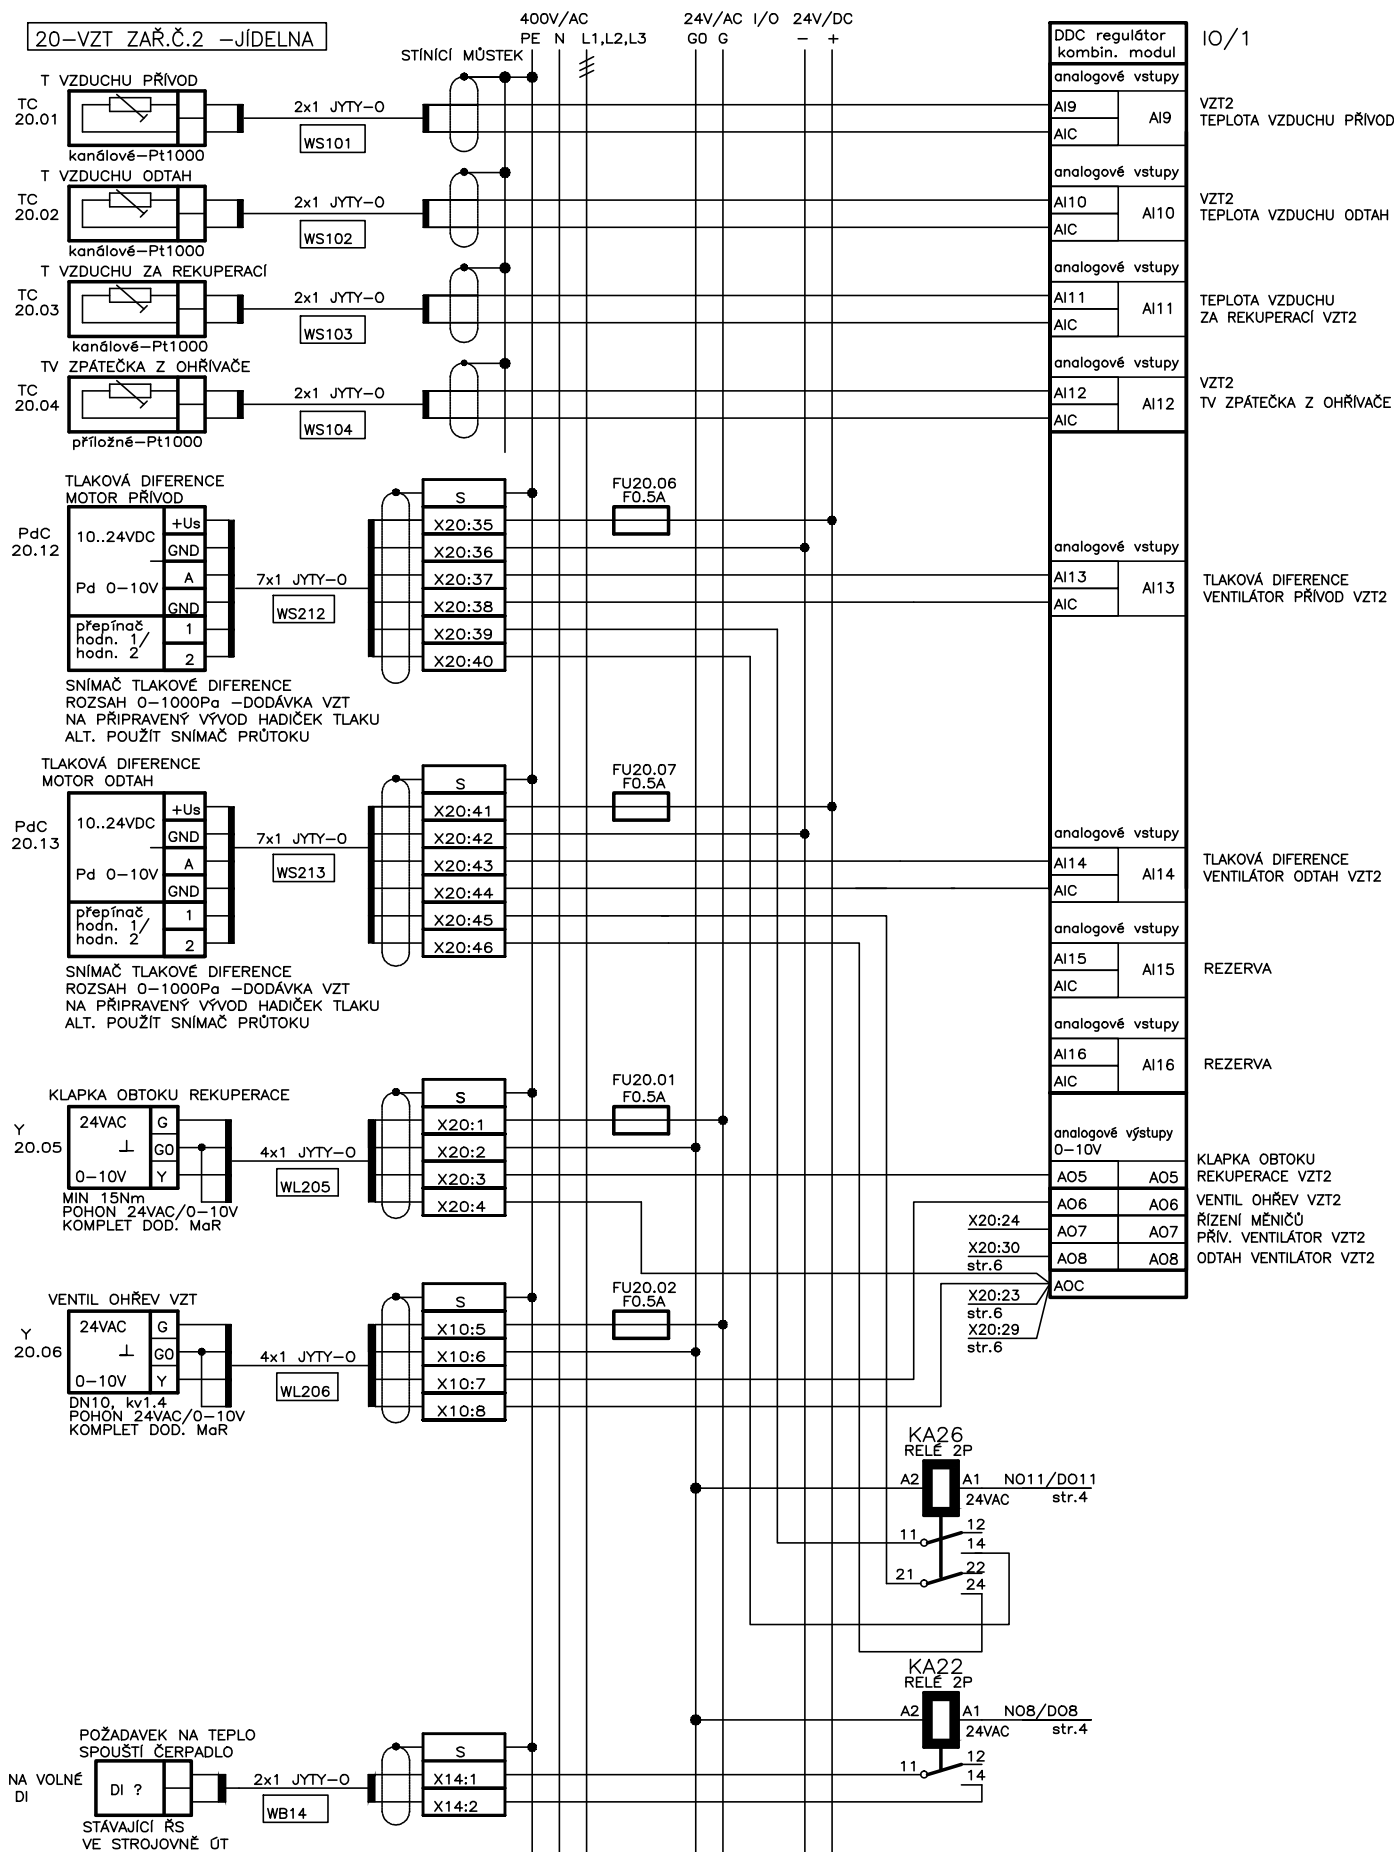 20-VZT ZAŘ.Č.2 -JÍDELNA
400V/AC
PE N L1,L2,L3
24V/AC I/O
G0 G
24V/DC
- +
STÍNÍCÍ MŮSTEK
DDC regulátor
kombin. modul
IO/1
T VZDUCHU PŘÍVOD
TC
20.01
kanálové-Pt1000
2x1 JYTY-O
WS101
analogové vstupy
AI9
AIC
AI9
VZT2
TEPLOTA VZDUCHU PŘÍVOD
T VZDUCHU ODTAH
TC
20.02
kanálové-Pt1000
2x1 JYTY-O
WS102
analogové vstupy
AI10
AIC
AI10
VZT2
TEPLOTA VZDUCHU ODTAH
T VZDUCHU ZA REKUPERACÍ
TC
20.03
kanálové-Pt1000
2x1 JYTY-O
WS103
analogové vstupy
AI11
AIC
AI11
TEPLOTA VZDUCHU
ZA REKUPERACÍ VZT2
TV ZPÁTEČKA Z OHŘÍVAČE
TC
20.04
příložné-Pt1000
2x1 JYTY-O
WS104
analogové vstupy
AI12
AIC
AI12
VZT2
TV ZPÁTEČKA Z OHŘÍVAČE
TLAKOVÁ DIFERENCE
MOTOR PŘÍVOD
PdC
20.12
10..24VDC
Pd 0-10V
+Us
GND
A
GND
přepínač
hodn. 1/
hodn. 2
1
2
7x1 JYTY-O
WS212
S
X20:35
X20:36
X20:37
X20:38
X20:39
X20:40
FU20.06
F0.5A
analogové vstupy
AI13
AIC
AI13
TLAKOVÁ DIFERENCE
VENTILÁTOR PŘÍVOD VZT2
SNÍMAČ TLAKOVÉ DIFERENCE
ROZSAH 0-1000Pa -DODÁVKA VZT
NA PŘIPRAVENÝ VÝVOD HADIČEK TLAKU
ALT. POUŽÍT SNÍMAČ PRŮTOKU
TLAKOVÁ DIFERENCE
MOTOR ODTAH
PdC
20.13
10..24VDC
Pd 0-10V
+Us
GND
A
GND
přepínač
hodn. 1/
hodn. 2
1
2
7x1 JYTY-O
WS213
S
X20:41
X20:42
X20:43
X20:44
X20:45
X20:46
FU20.07
F0.5A
analogové vstupy
AI14
AIC
AI14
TLAKOVÁ DIFERENCE
VENTILÁTOR ODTAH VZT2
analogové vstupy
AI15
AIC
AI15
REZERVA
analogové vstupy
AI16
AIC
AI16
REZERVA
SNÍMAČ TLAKOVÉ DIFERENCE
ROZSAH 0-1000Pa -DODÁVKA VZT
NA PŘIPRAVENÝ VÝVOD HADIČEK TLAKU
ALT. POUŽÍT SNÍMAČ PRŮTOKU
KLAPKA OBTOKU REKUPERACE
Y
20.05
24VAC
⊥
0-10V
G
G0
Y
MIN 15Nm
POHON 24VAC/0-10V
KOMPLET DOD. MaR
4x1 JYTY-O
WL205
S
X20:1
X20:2
X20:3
X20:4
FU20.01
F0.5A
analogové výstupy
0-10V
AO5 AO5
AO6 AO6
AO7 AO7
AO8 AO8
AOC
KLAPKA OBTOKU
REKUPERACE VZT2
VENTIL OHŘEV VZT2
ŘÍZENÍ MĚNIČŮ
PŘÍV. VENTILÁTOR VZT2
ODTAH VENTILÁTOR VZT2
X20:24
X20:30
str.6
X20:23
str.6
X20:29
str.6
VENTIL OHŘEV VZT
Y
20.06
24VAC
⊥
0-10V
G
G0
Y
DN10, kv1.4
POHON 24VAC/0-10V
KOMPLET DOD. MaR
4x1 JYTY-O
WL206
S
X10:5
X10:6
X10:7
X10:8
FU20.02
F0.5A
KA26
RELÉ 2P
A2 A1
24VAC
NO11/DO11
str.4
11 12
14
21 22
24
KA22
RELÉ 2P
A2 A1
24VAC
NO8/DO8
str.4
11 12
14
POŽADAVEK NA TEPLO
SPOUŠTÍ ČERPADLO
NA VOLNÉ
DI
DI ?
STÁVAJÍCÍ ŘS
VE STROJOVNĚ ÚT
2x1 JYTY-O
WB14
S
X14:1
X14:2